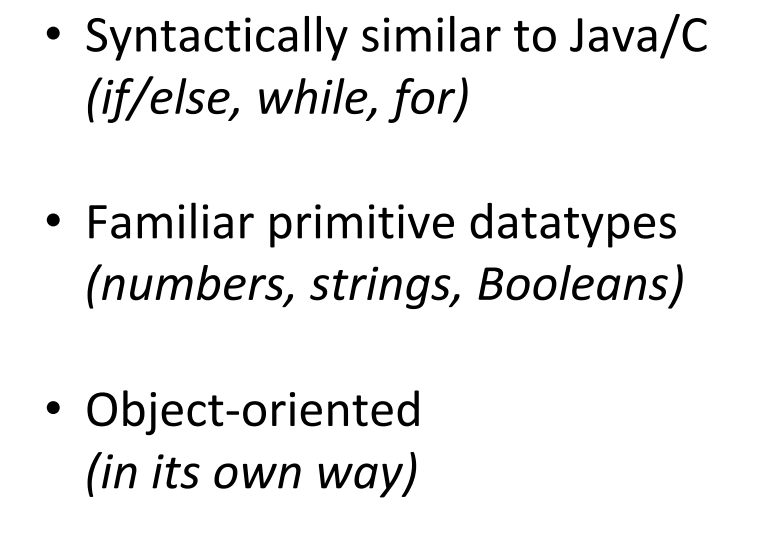 • Syntactically similar to Java/C
(if/else, while, for)
• Familiar primitive datatypes
(numbers, strings, Booleans)
• Object-oriented
(in its own way)